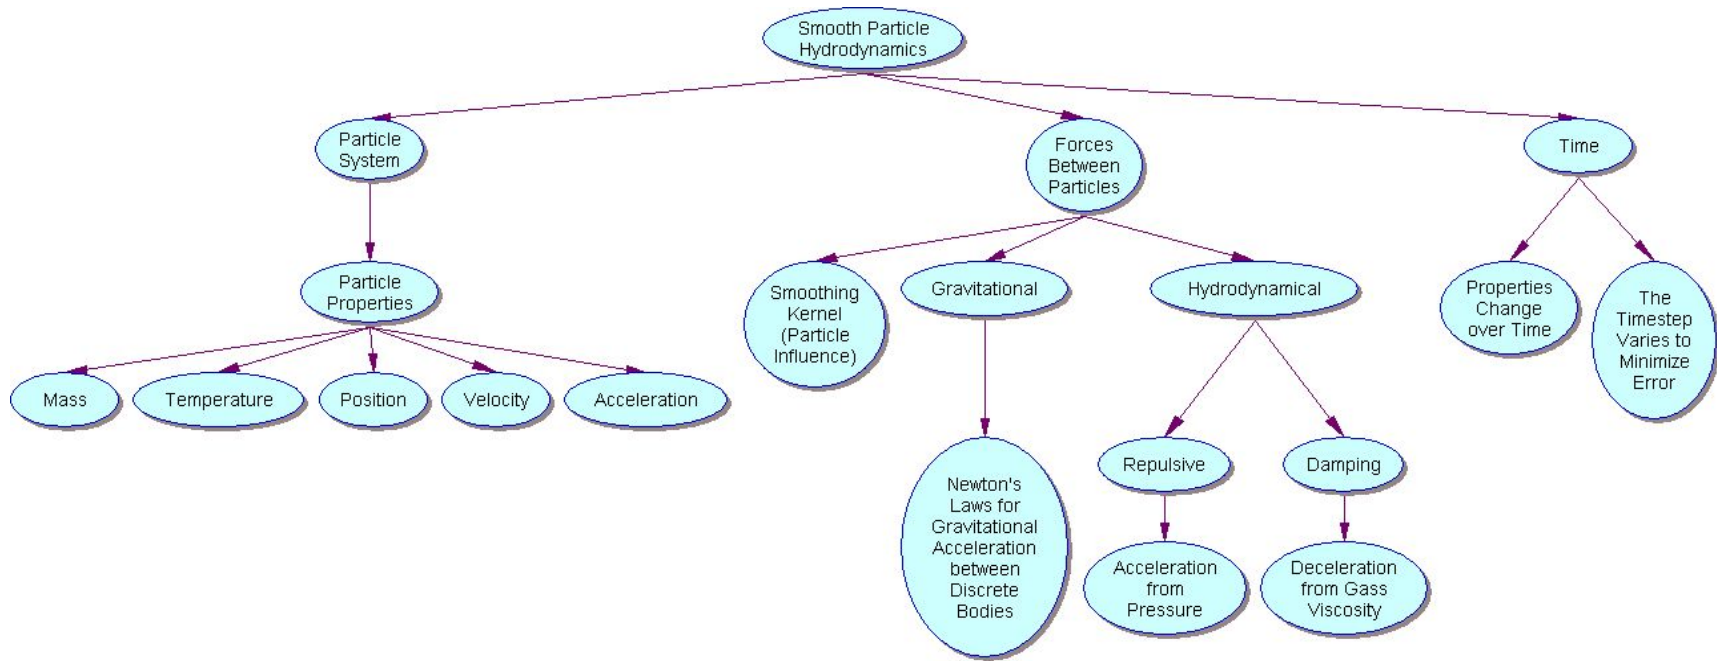 Smooth Particle
Hydrodynamics
Particle
System
Forces
Between
Particles
Time
Particle
Properties
Smoothing
Kernel
(Particle
Influence)
Gravitational
Hydrodynamical
Properties
Change
over Time
The
Timestep
Varies to
Minimize
Error
Mass
Temperature
Position
Velocity
Acceleration
Newton's
Laws for
Gravitational
Acceleration
between
Discrete
Bodies
Repulsive
Damping
Acceleration
from
Pressure
Deceleration
from Gass
Viscosity